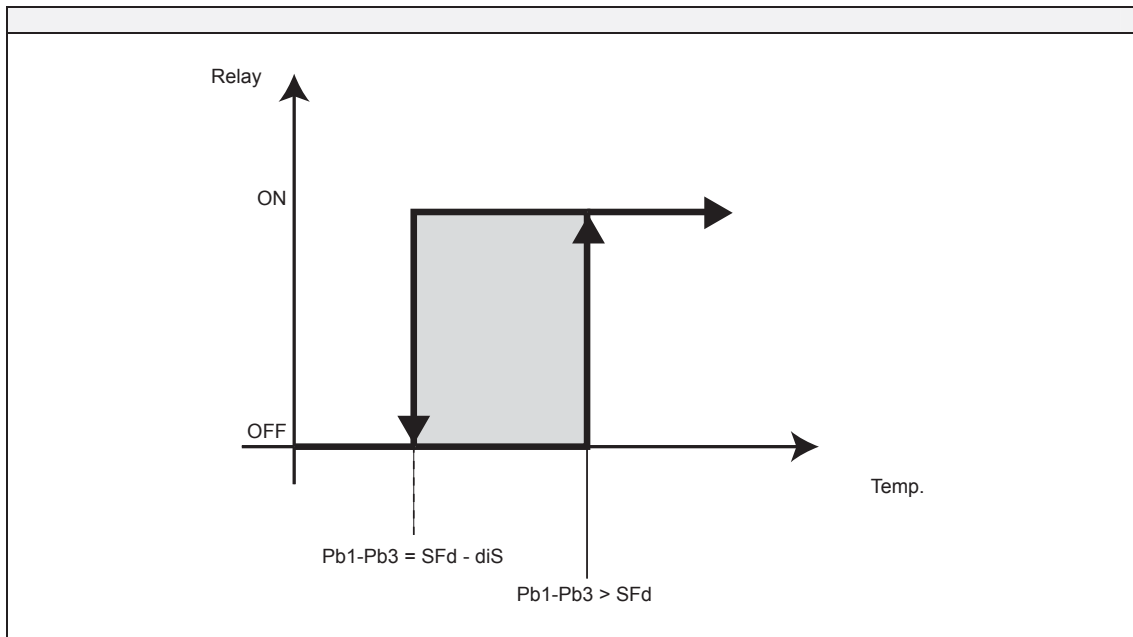 Relay
ON
OFF
Temp.
Pb1-Pb3 = SFd - diS
Pb1-Pb3 > SFd